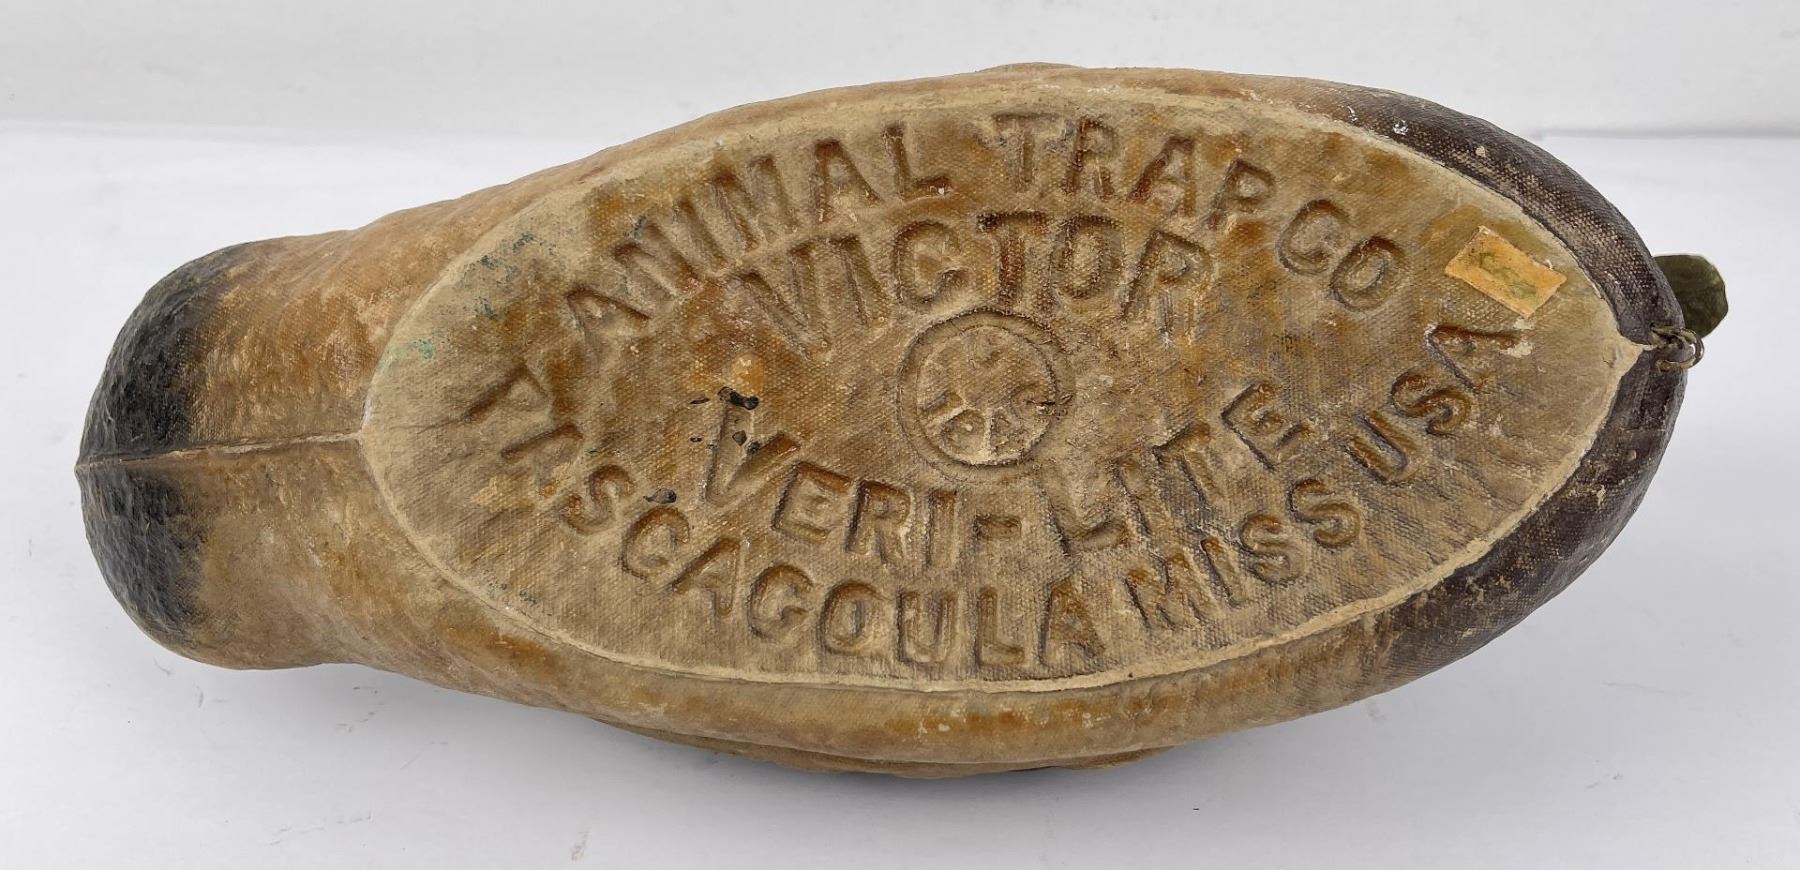 ANIMAL TRAP CO
VICTOR
VERI-LITE
PASCAGOULA MISS USA